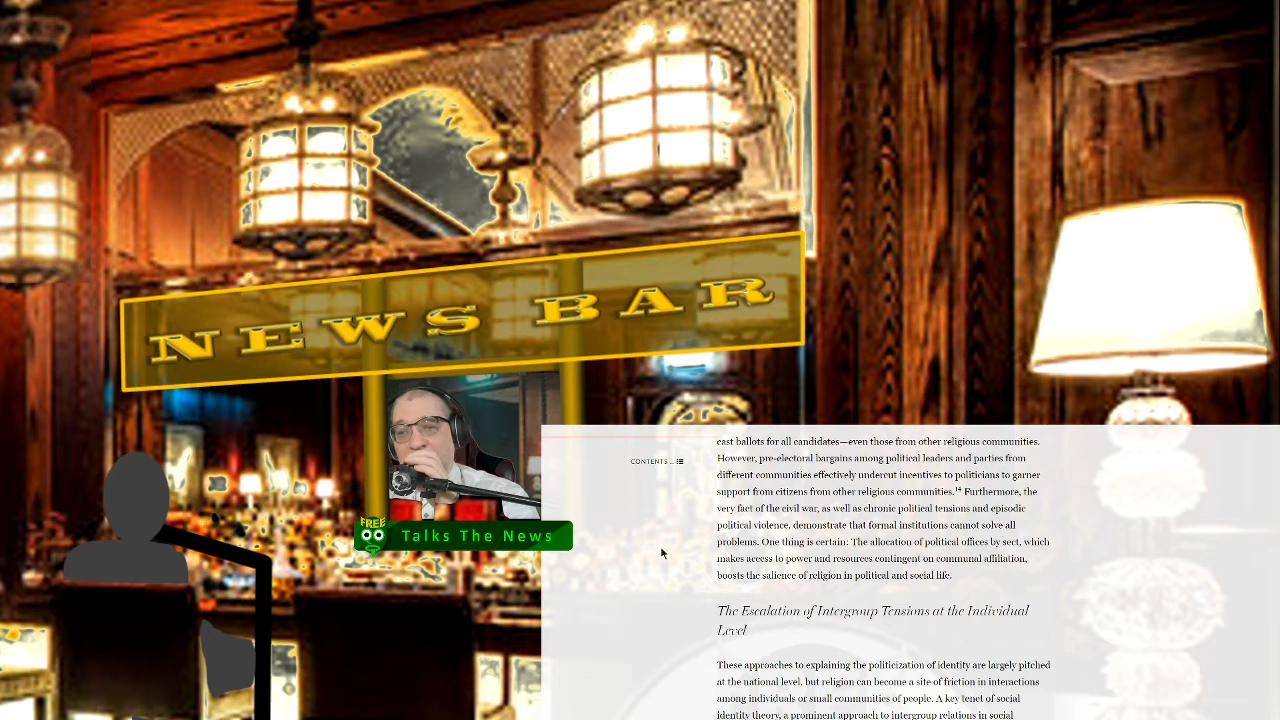 NEWS BAR
FREE
Talks The News
CONTENTS
cast ballots for all candidates—even those from other religious communities.
However, pre-electoral bargains among political leaders and parties from
different communities effectively undercut incentives to politicians to garner
support from citizens from other religious communities.¹⁴ Furthermore, the
very fact of the civil war, as well as chronic political tensions and episodic
political violence, demonstrate that formal institutions do not solve all
problems. One thing is certain: The allocation of political offices by sect, which
makes access to power and resources contingent on communal affiliation,
boosts the salience of religion in political and social life.
The Escalation of Intergroup Tensions at the Individual
Level
These approaches to explaining the politicization of identity are largely pitched
at the national level, but religion can become a site of friction in interactions
among individuals or small communities of people. A key tenet of social
identity theory, a prominent approach to intergroup relations in social